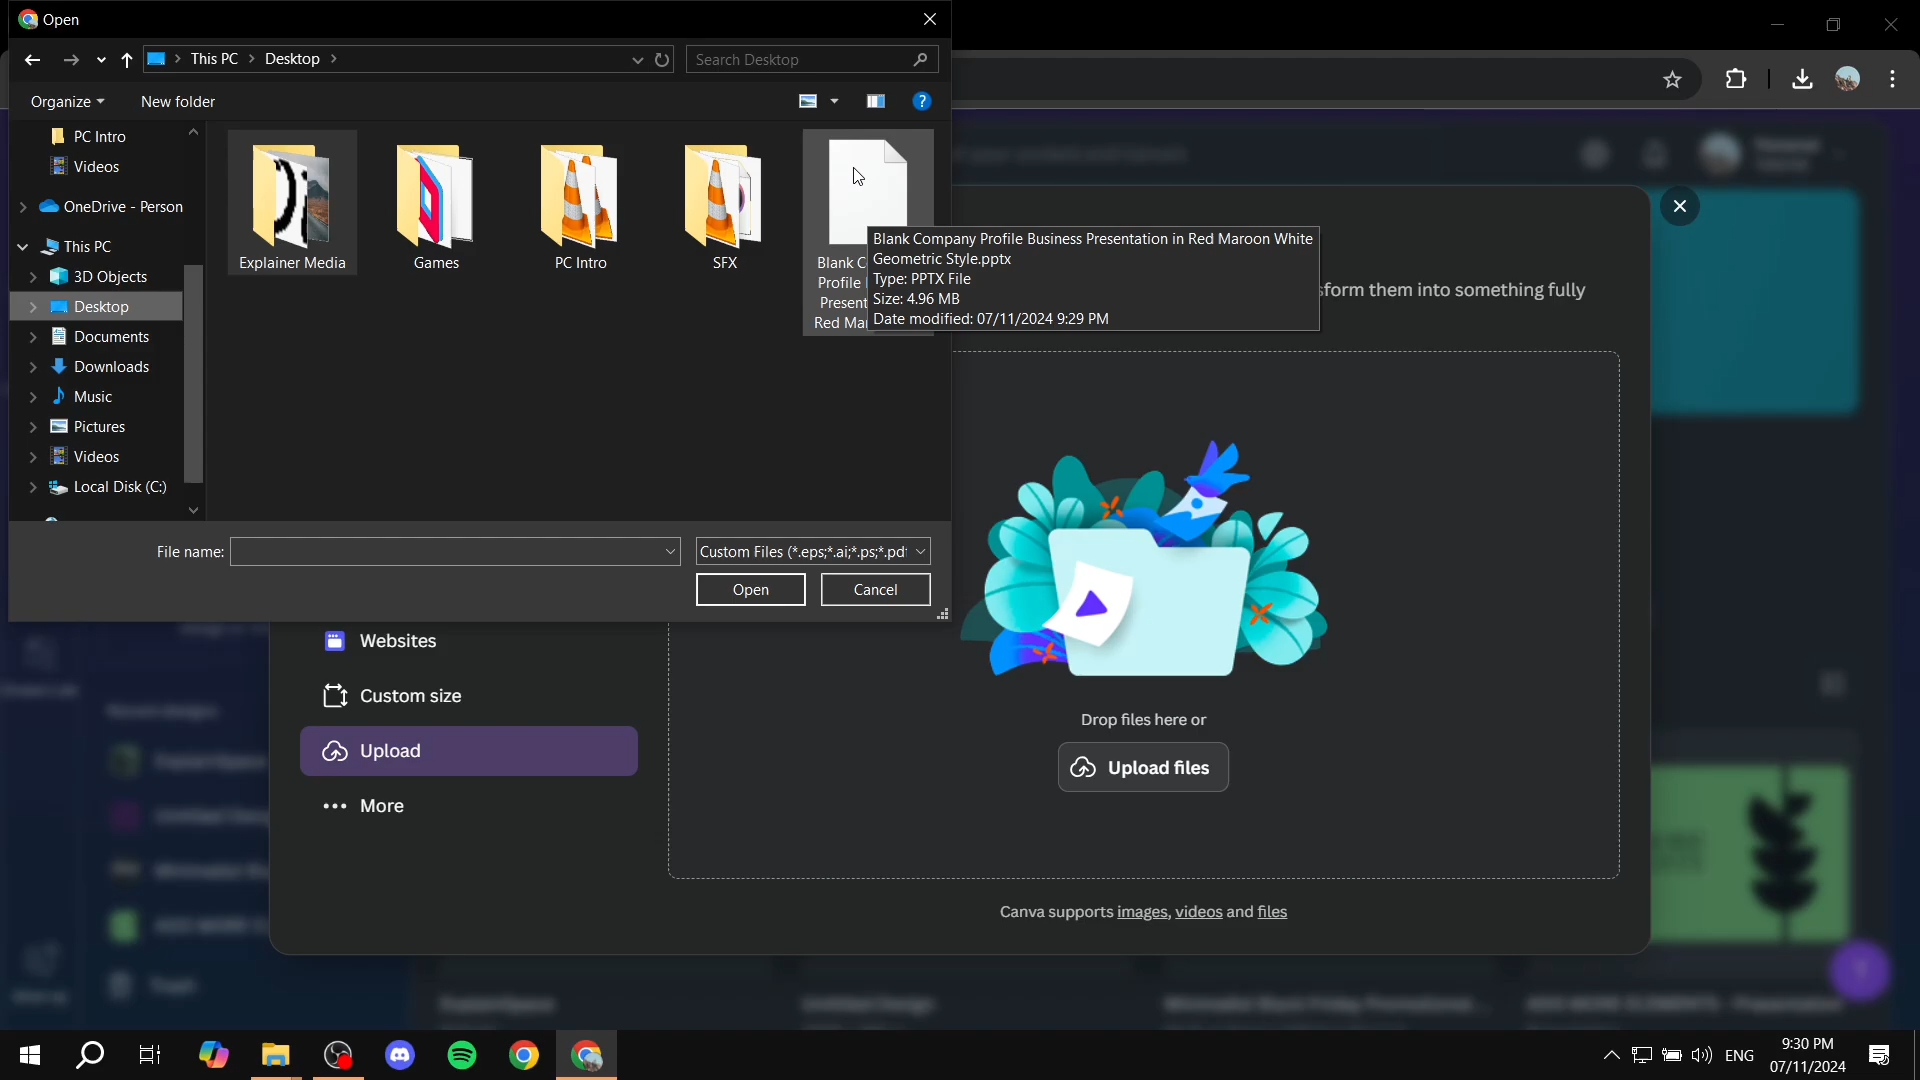 Open
This PC
Desktop
Search Desktop
Organize
New folder
PC Intro
Videos
OneDrive - Person
This PC
3D Objects
Desktop
Documents
Downloads
Music
Pictures
Videos
Local Disk (C:)
Explainer Media
Games
PC Intro
SFX
Blank C
Profile
Present
Red Ma
Blank Company Profile Business Presentation in Red Maroon White
Geometric Style.pptx
Type: PPTX File
Size: 4.96 MB
Date modified: 07/11/2024 9:29 PM
sform them into something fully
File name:
Custom Files (*.eps;*.ai;*.ps;*.pd
Open
Cancel
Websites
Custom size
Upload
More
Drop files here or
Upload files
Canva supports images, videos and files
ENG
9:30 PM
07/11/2024